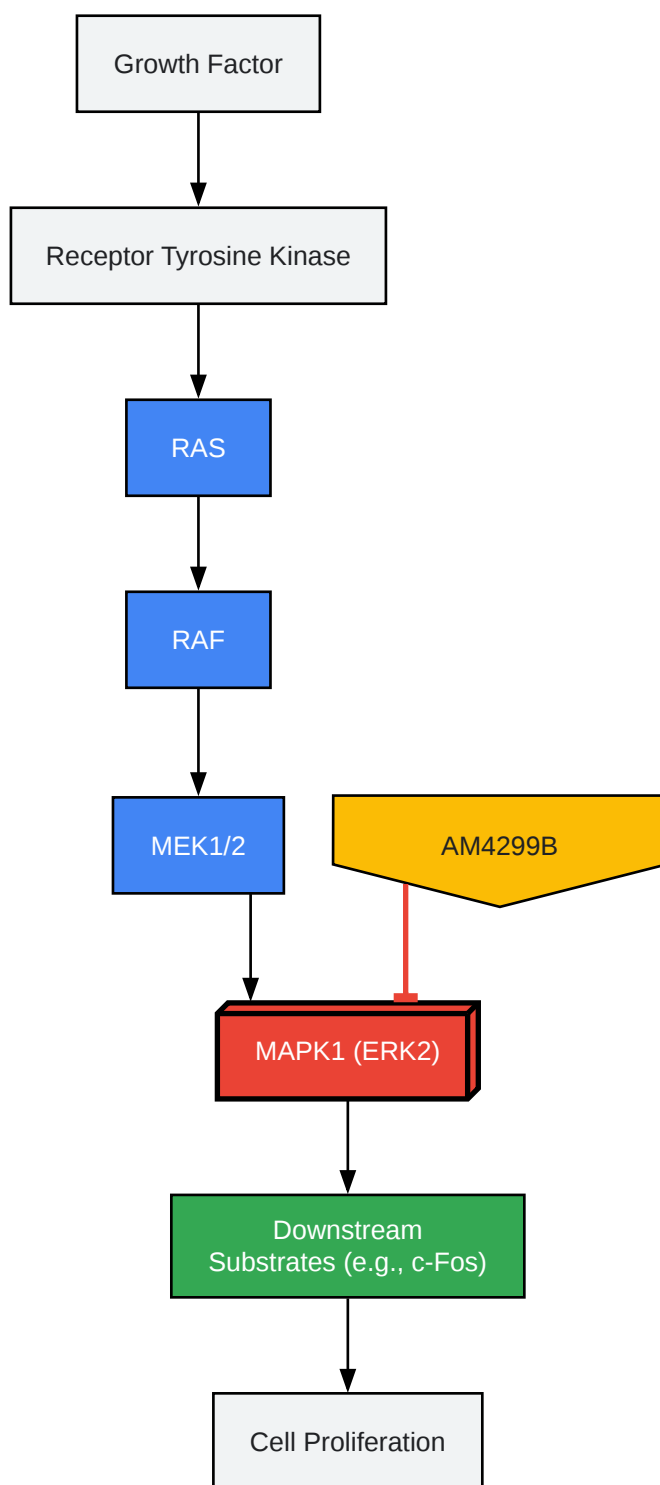 Growth Factor
Receptor Tyrosine Kinase
RAS
RAF
MEK1/2
AM4299B
MAPK1 (ERK2)
Downstream
Substrates (e.g., c-Fos)
Cell Proliferation